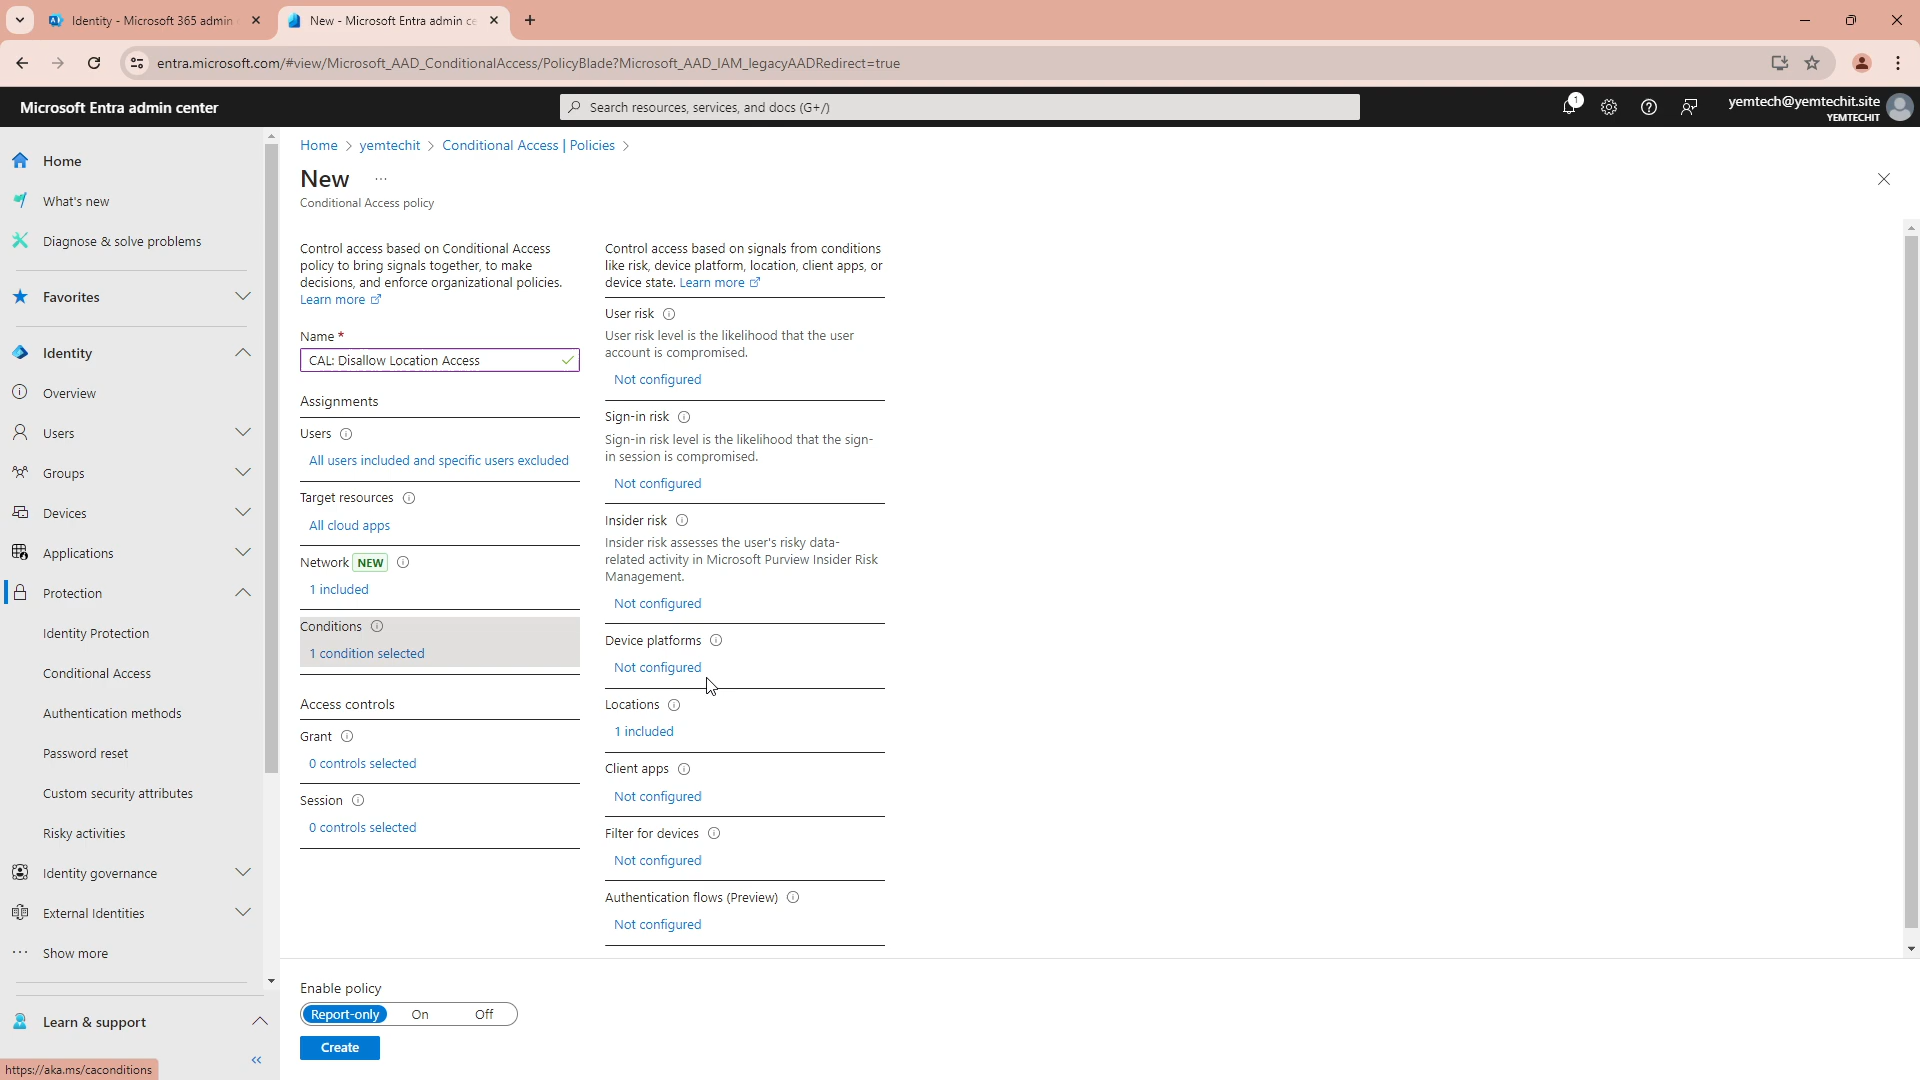 Identity - Microsoft 365 admin
New - Microsoft Entra admin ce
entra.microsoft.com/#view/Microsoft_AAD_ConditionalAccess/PolicyBlade?Microsoft_AAD_IAM_legacyAADRedirect=true
Microsoft Entra admin center
Search resources, services, and docs (G+/)
1
yemtech@yemtechit.site
YEMTECHIT
Home
What's new
Diagnose & solve problems
Favorites
Identity
Overview
Users
Groups
Devices
Applications
Protection
Identity Protection
Conditional Access
Authentication methods
Password reset
Custom security attributes
Risky activities
Identity governance
External Identities
Show more
Learn & support
https://aka.ms/caconditions
Home > yemtechit > Conditional Access | Policies >
New ...
Conditional Access policy
Control access based on Conditional Access
policy to bring signals together, to make
decisions, and enforce organizational policies.
Learn more
Name *
CAL: Disallow Location Access
Assignments
Users
All users included and specific users excluded
Target resources
All cloud apps
Network NEW
1 included
Conditions
1 condition selected
Access controls
Grant
0 controls selected
Session
0 controls selected
Control access based on signals from conditions
like risk, device platform, location, client apps, or
device state. Learn more
User risk
User risk level is the likelihood that the user
account is compromised.
Not configured
Sign-in risk
Sign-in risk level is the likelihood that the sign-
in session is compromised.
Not configured
Insider risk
Insider risk assesses the user's risky data-
related activity in Microsoft Purview Insider Risk
Management.
Not configured
Device platforms
Not configured
Locations
1 included
Client apps
Not configured
Filter for devices
Not configured
Authentication flows (Preview)
Not configured
Enable policy
Report-only On Off
Create